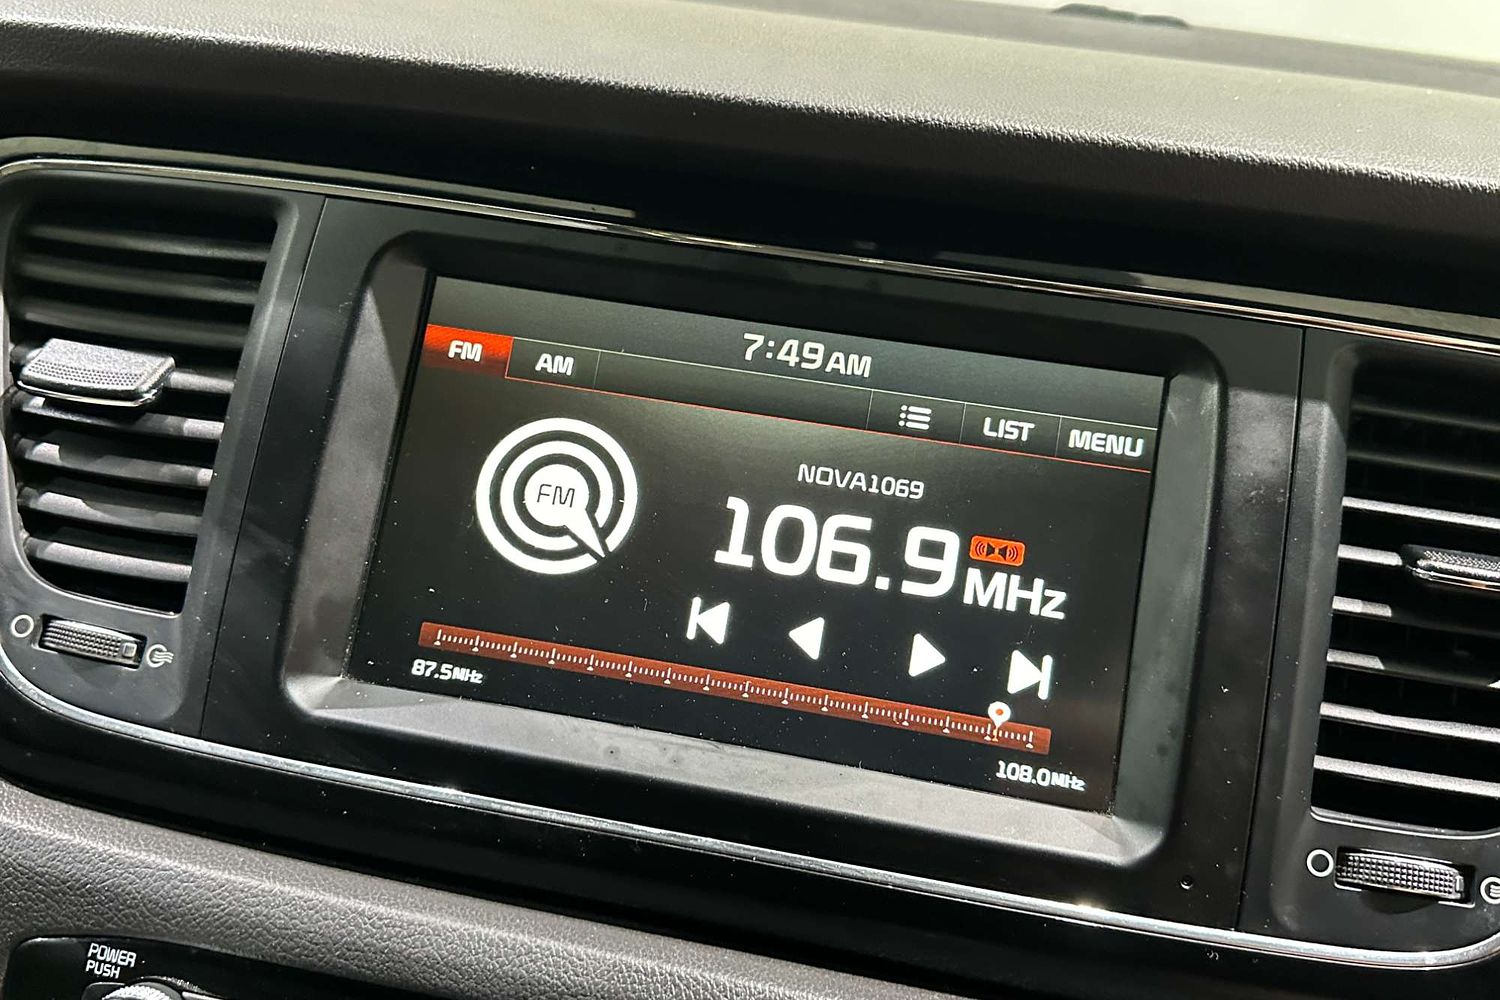 7:49AM
FM AM
LIST MENU
NOVA1069
FM
106.9 MHz
87.5MHz
108.0MHz
POWER
PUSH